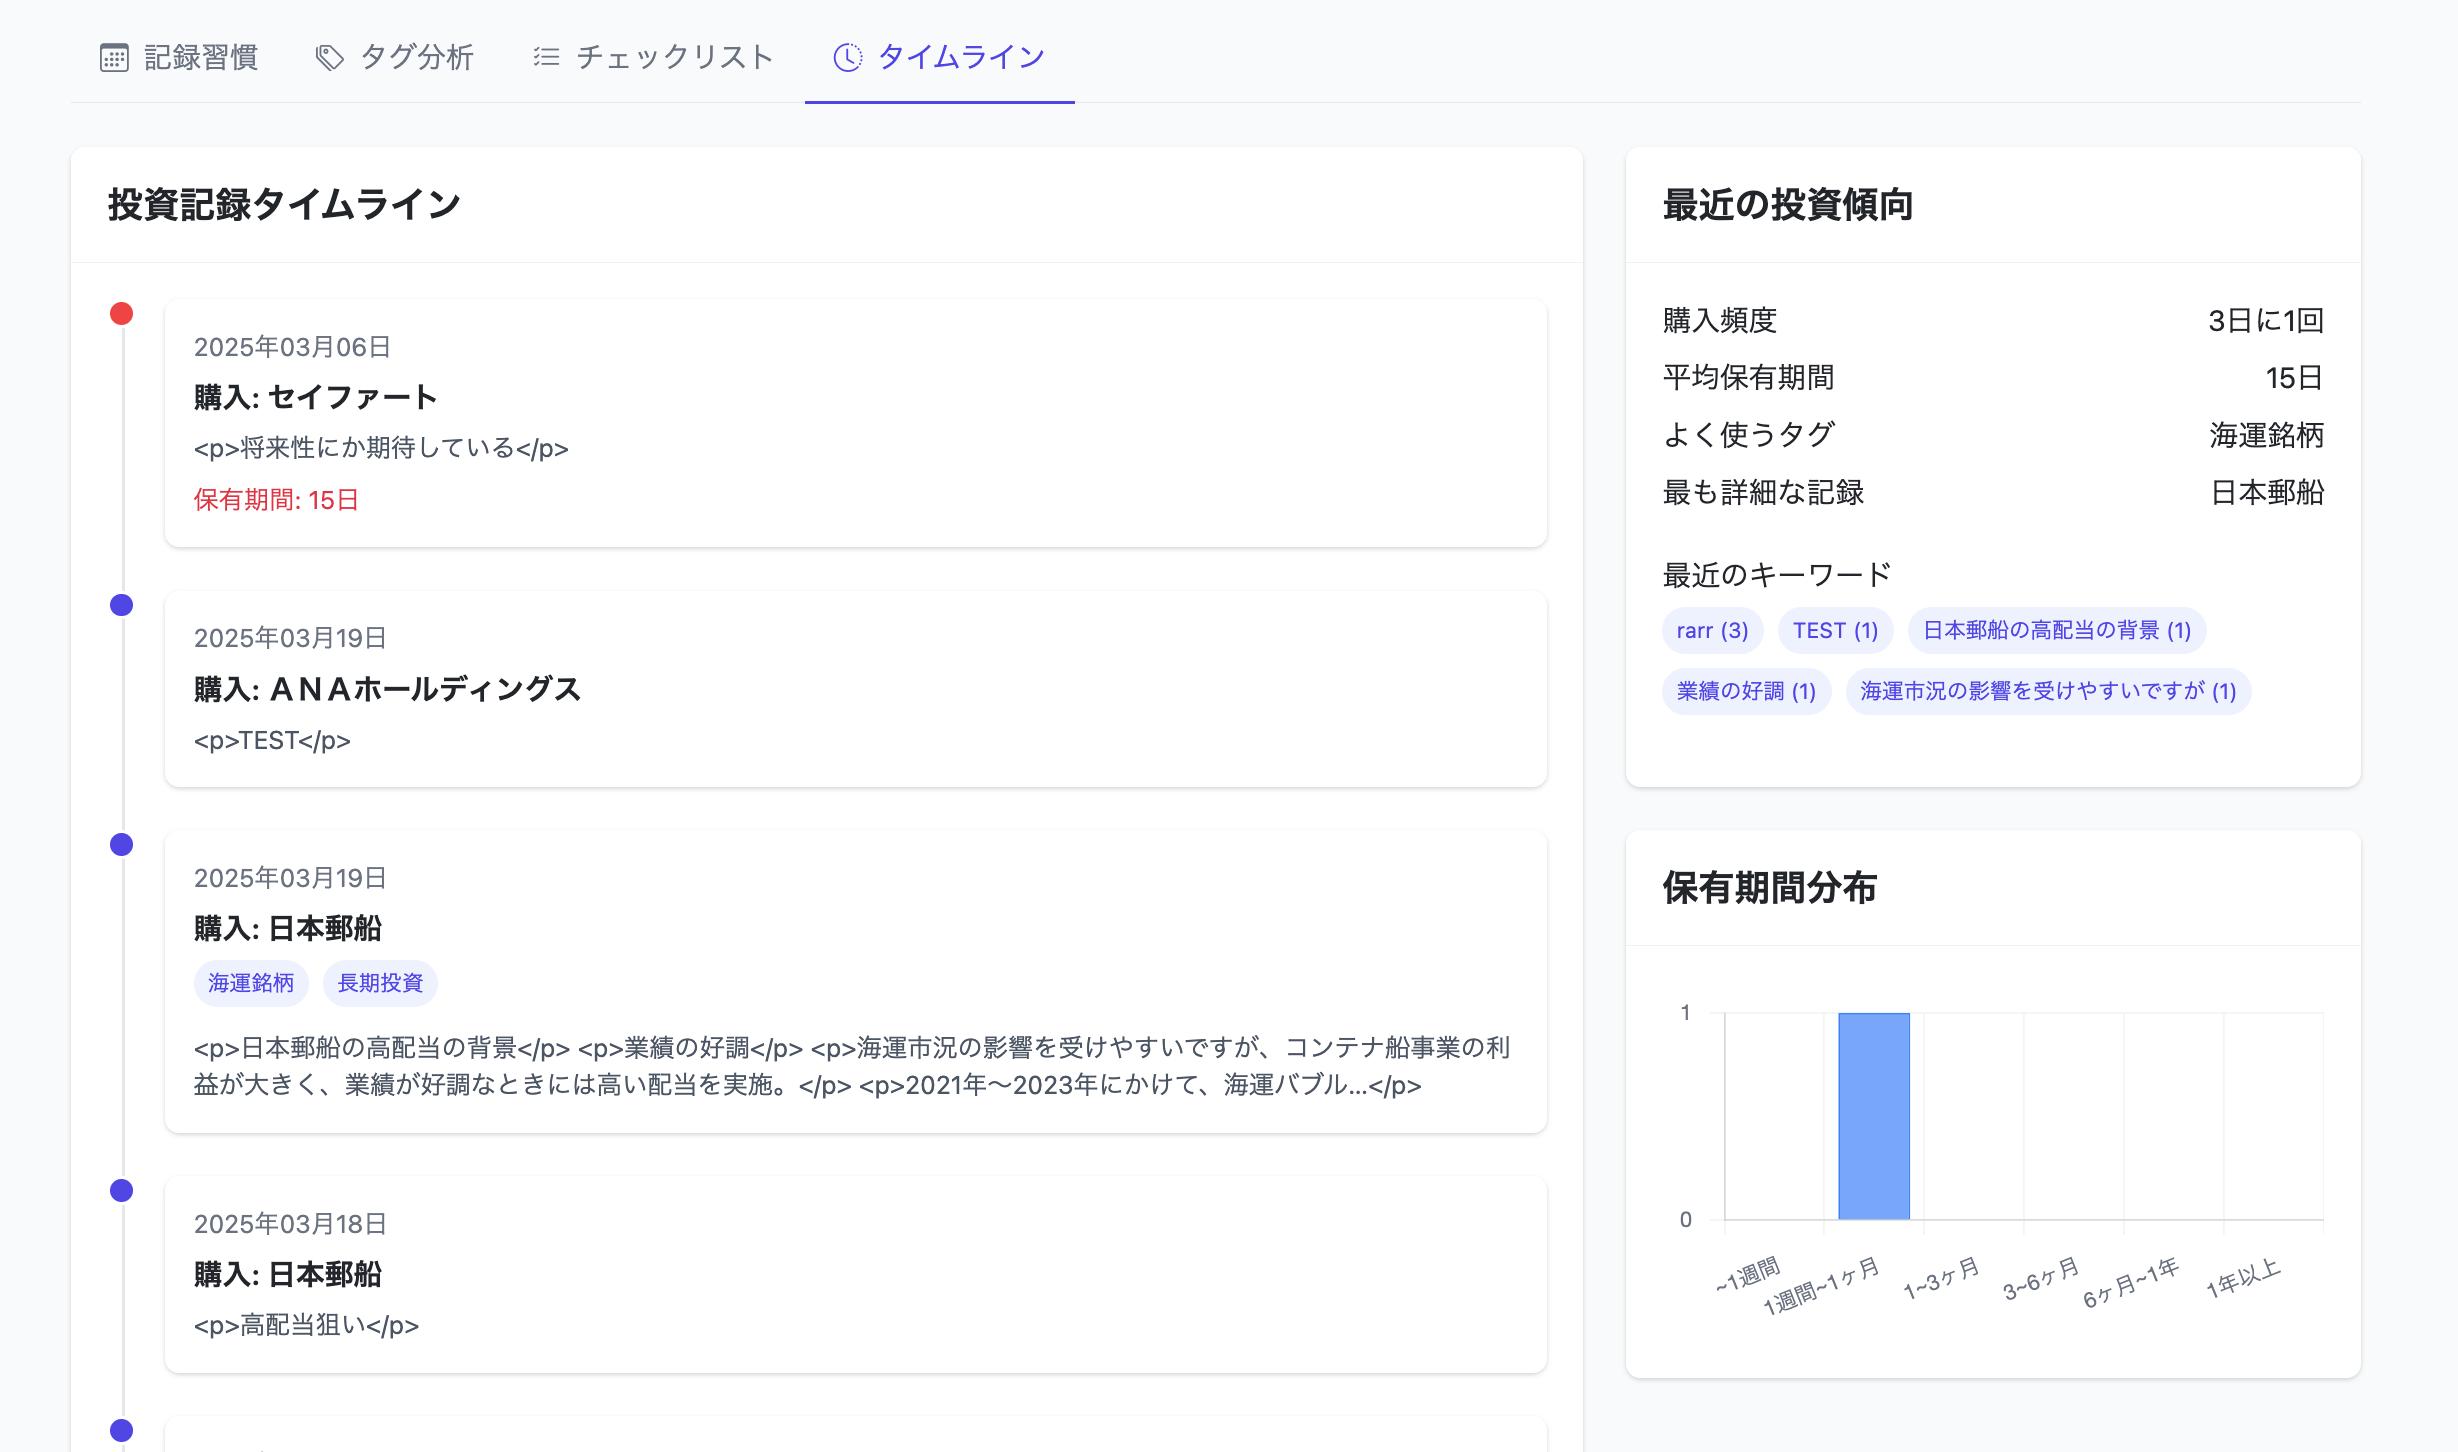 記録習慣
タグ分析
チェックリスト
タイムライン
投資記録タイムライン
2025年03月06日
購入: セイファート
<p>将来性にか期待している</p>
保有期間: 15日
2025年03月19日
購入: ＡＮＡホールディングス
<p>TEST</p>
2025年03月19日
購入: 日本郵船
海運銘柄
長期投資
<p>日本郵船の高配当の背景</p> <p>業績の好調</p> <p>海運市況の影響を受けやすいですが、コンテナ船事業の利
益が大きく、業績が好調なときには高い配当を実施。</p> <p>2021年〜2023年にかけて、海運バブル...</p>
2025年03月18日
購入: 日本郵船
<p>高配当狙い</p>
最近の投資傾向
購入頻度 3日に1回
平均保有期間 15日
よく使うタグ 海運銘柄
最も詳細な記録 日本郵船
最近のキーワード
rarr (3)
TEST (1)
日本郵船の高配当の背景 (1)
業績の好調 (1)
海運市況の影響を受けやすいですが (1)
保有期間分布
1
0
~1週間
1週間~1ヶ月
1~3ヶ月
3~6ヶ月
6ヶ月~1年
1年以上